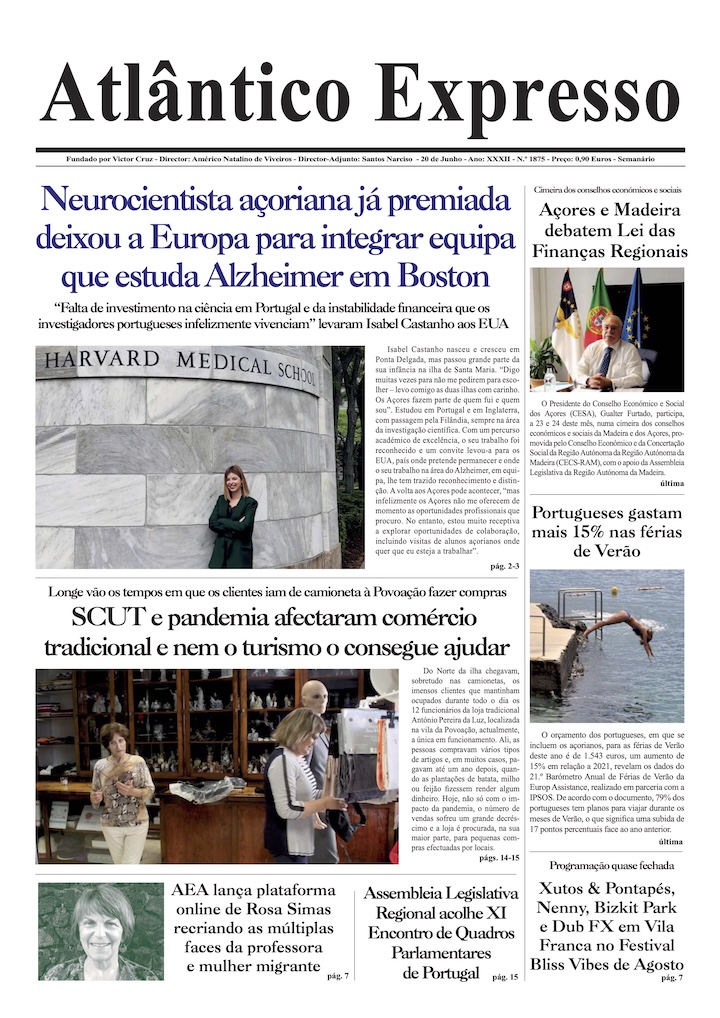 Atlântico Expresso
Fundado por Victor Cruz - Director: Américo Natalino de Viveiros - Director-Adjunto: Santos Narciso - 20 de Junho - Ano: XXXII - N.º 1875 - Preço: 0,90 Euros - Semanário
Neurocientista açoriana já premiada
deixou a Europa para integrar equipa
que estuda Alzheimer em Boston
“Falta de investimento na ciência em Portugal e da instabilidade financeira que os
investigadores portugueses infelizmente vivenciam” levaram Isabel Castanho aos EUA
HARVARD MEDICAL SCHOOL
Isabel Castanho nasceu e cresceu em
Ponta Delgada, mas passou grande parte da
sua infância na ilha de Santa Maria. “Digo
muitas vezes para não me pedirem para esco-
lher – levo comigo as duas ilhas com carinho.
Os Açores fazem parte de quem fui e quem
sou”. Estudou em Portugal e em Inglaterra,
com passagem pela Filândia, sempre na área
da investigação científica. Com um percurso
académico de excelência, o seu trabalho foi
reconhecido e um convite levou-a para os
EUA, país onde pretende permanecer e onde
o seu trabalho na área do Alzheimer, em equi-
pa, lhe tem trazido reconhecimento e distin-
ção. A volta aos Açores pode acontecer, “mas
infelizmente os Açores não me oferecem de
momento as oportunidades profissionais que
procuro. No entanto, estou muito receptiva
a explorar oportunidades de colaboração,
incluindo visitas de alunos açorianos onde
quer que eu esteja a trabalhar”.
pág. 2-3
Longe vão os tempos em que os clientes iam de camioneta à Povoação fazer compras
SCUT e pandemia afectaram comércio
tradicional e nem o turismo o consegue ajudar
Do Norte da ilha chegavam,
sobretudo nas camionetas, os
imensos clientes que mantinham
ocupados durante todo o dia os
12 funcionários da loja tradicional
António Pereira da Luz, localizada
na vila da Povoação, actualmente,
a única em funcionamento. Ali, as
pessoas compravam vários tipos
de artigos e, em muitos casos, pa-
gavam até um ano depois, quan-
do as plantações de batata, milho
ou feijão fizessem render algum
dinheiro. Hoje, não só com o im-
pacto da pandemia, o número de
vendas sofreu um grande decrés-
cimo e a loja é procurada, na sua
maior parte, para pequenas com-
pras efectuadas por locais.
págs. 14-15
AEA lança plataforma
online de Rosa Simas
recriando as múltiplas
faces da professora
e mulher migrante
pág. 7
Assembleia Legislativa
Regional acolhe XI
Encontro de Quadros
Parlamentares
de Portugal
pág. 15
Cimeira dos conselhos económicos e sociais
Açores e Madeira
debatem Lei das
Finanças Regionais
O Presidente do Conselho Económico e Social
dos Açores (CESA), Gualter Furtado, participa,
a 23 e 24 deste mês, numa cimeira dos conselhos
económicos e sociais da Madeira e dos Açores, pro-
movida pelo Conselho Económico e da Concertação
Social da Região Autónoma da Região Autónoma da
Madeira (CECS-RAM), com o apoio da Assembleia
Legislativa da Região Autónoma da Madeira.
última
Portugueses gastam
mais 15% nas férias
de Verão
O orçamento dos portugueses, em que se
incluem os açorianos, para as férias de Verão
deste ano é de 1.543 euros, um aumento de
15% em relação a 2021, revelam os dados do
21.º Barómetro Anual de Férias de Verão da
Europ Assistance, realizado em parceria com a
IPSOS. De acordo com o documento, 79% dos
portugueses tem planos para viajar durante os
meses de Verão, o que significa uma subida de
17 pontos percentuais face ao ano anterior.
última
Programação quase fechada
Xutos & Pontapés,
Nenny, Bizkit Park
e Dub FX em Vila
Franca no Festival
Bliss Vibes de Agosto
pág. 7